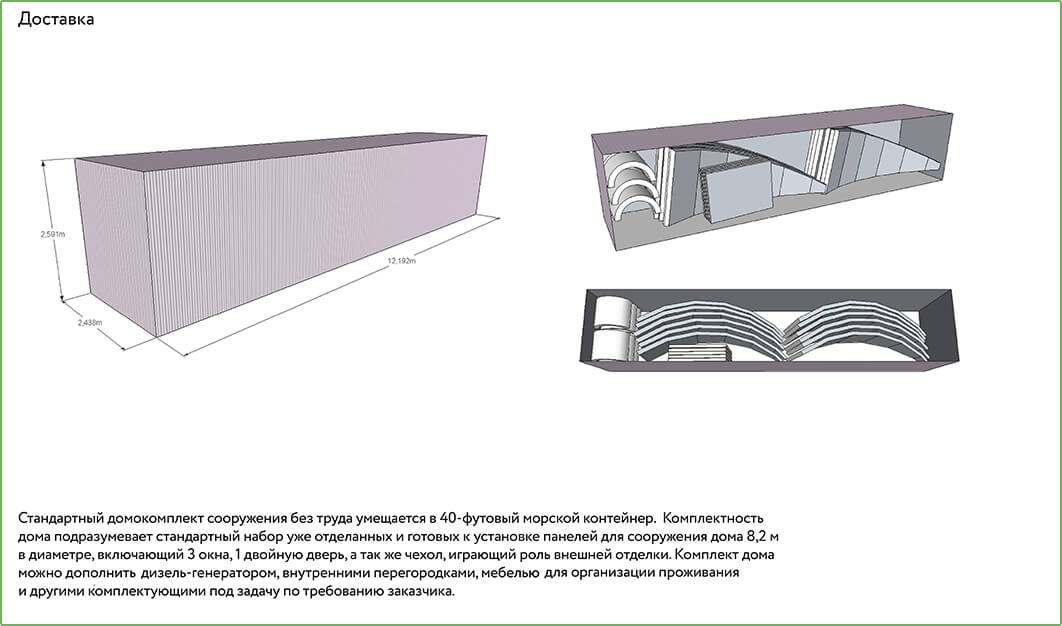 Доставка
2,591m
2,438m
12,192m
Стандартный домокомплект сооружения без труда умещается в 40-футовый морской контейнер. Комплектность
дома подразумевает стандартный набор уже отделанных и готовых к установке панелей для сооружения дома 8,2 м
в диаметре, включающий 3 окна, 1 двойную дверь, а так же чехол, играющий роль внешней отделки. Комплект дома
можно дополнить дизель-генератором, внутренними перегородками, мебелью для организации проживания
и другими комплектующими под задачу по требованию заказчика.